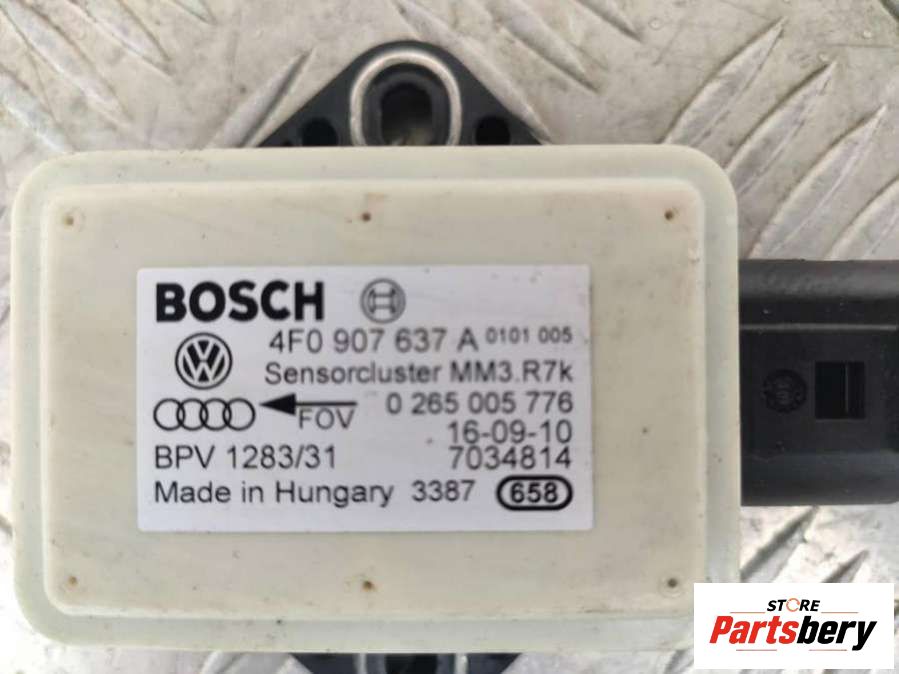 BOSCH
4F0 907 637 A 0101 005
Sensorcluster MM3.R7k
FOV 0 265 005 776
16-09-10
BPV 1283/31 7034814
Made in Hungary 3387 658
STORE
Partsbery